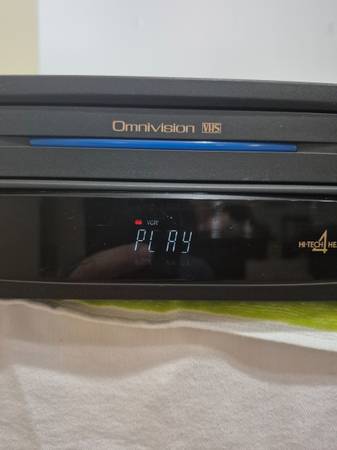 Omnivision VHS
VCR
PLAY
HI-TECH 4 HE